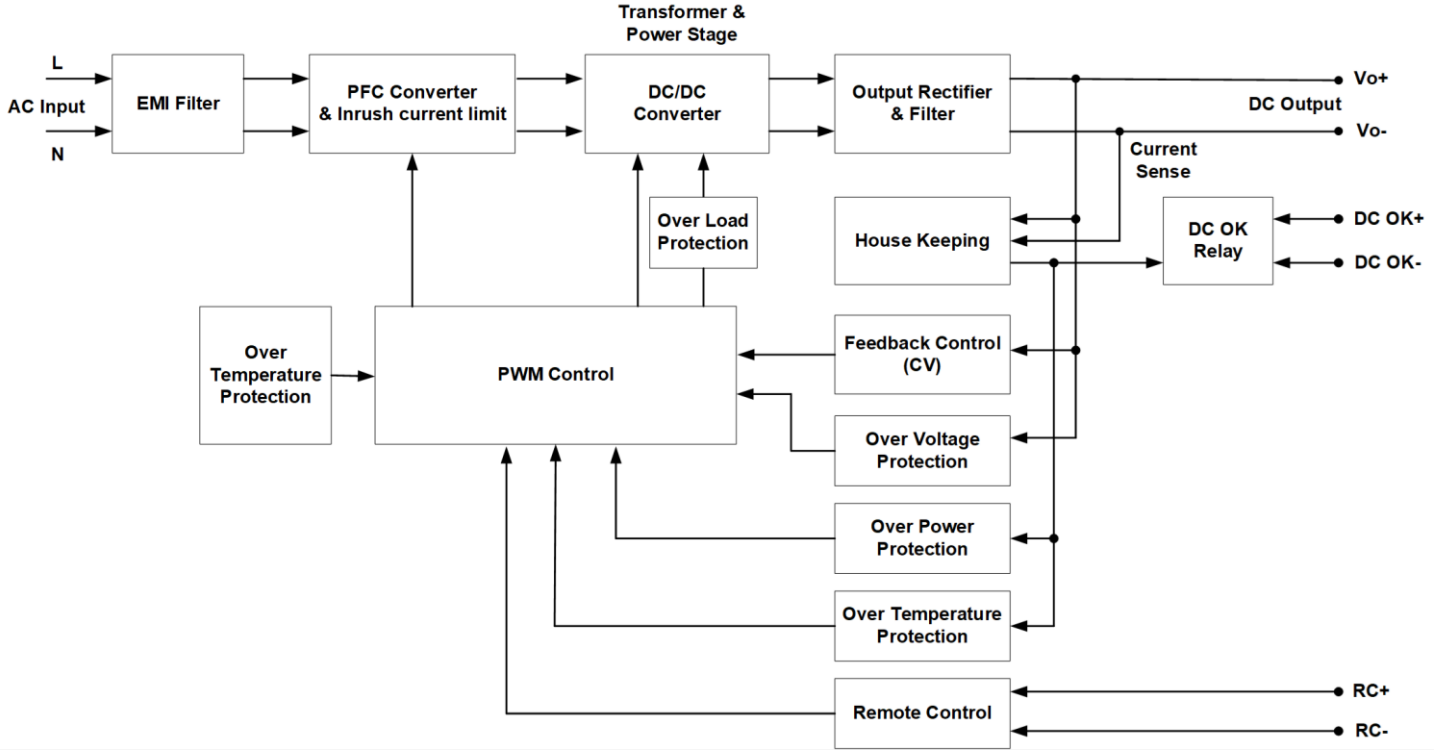 Transformer &
Power Stage
L
AC Input
N
EMI Filter
PFC Converter
& Inrush current limit
DC/DC
Converter
Output Rectifier
& Filter
Vo+
DC Output
Vo-
Current
Sense
Over Load
Protection
House Keeping
DC OK
Relay
DC OK+
DC OK-
Over
Temperature
Protection
PWM Control
Feedback Control
(CV)
Over Voltage
Protection
Over Power
Protection
Over Temperature
Protection
Remote Control
RC+
RC-